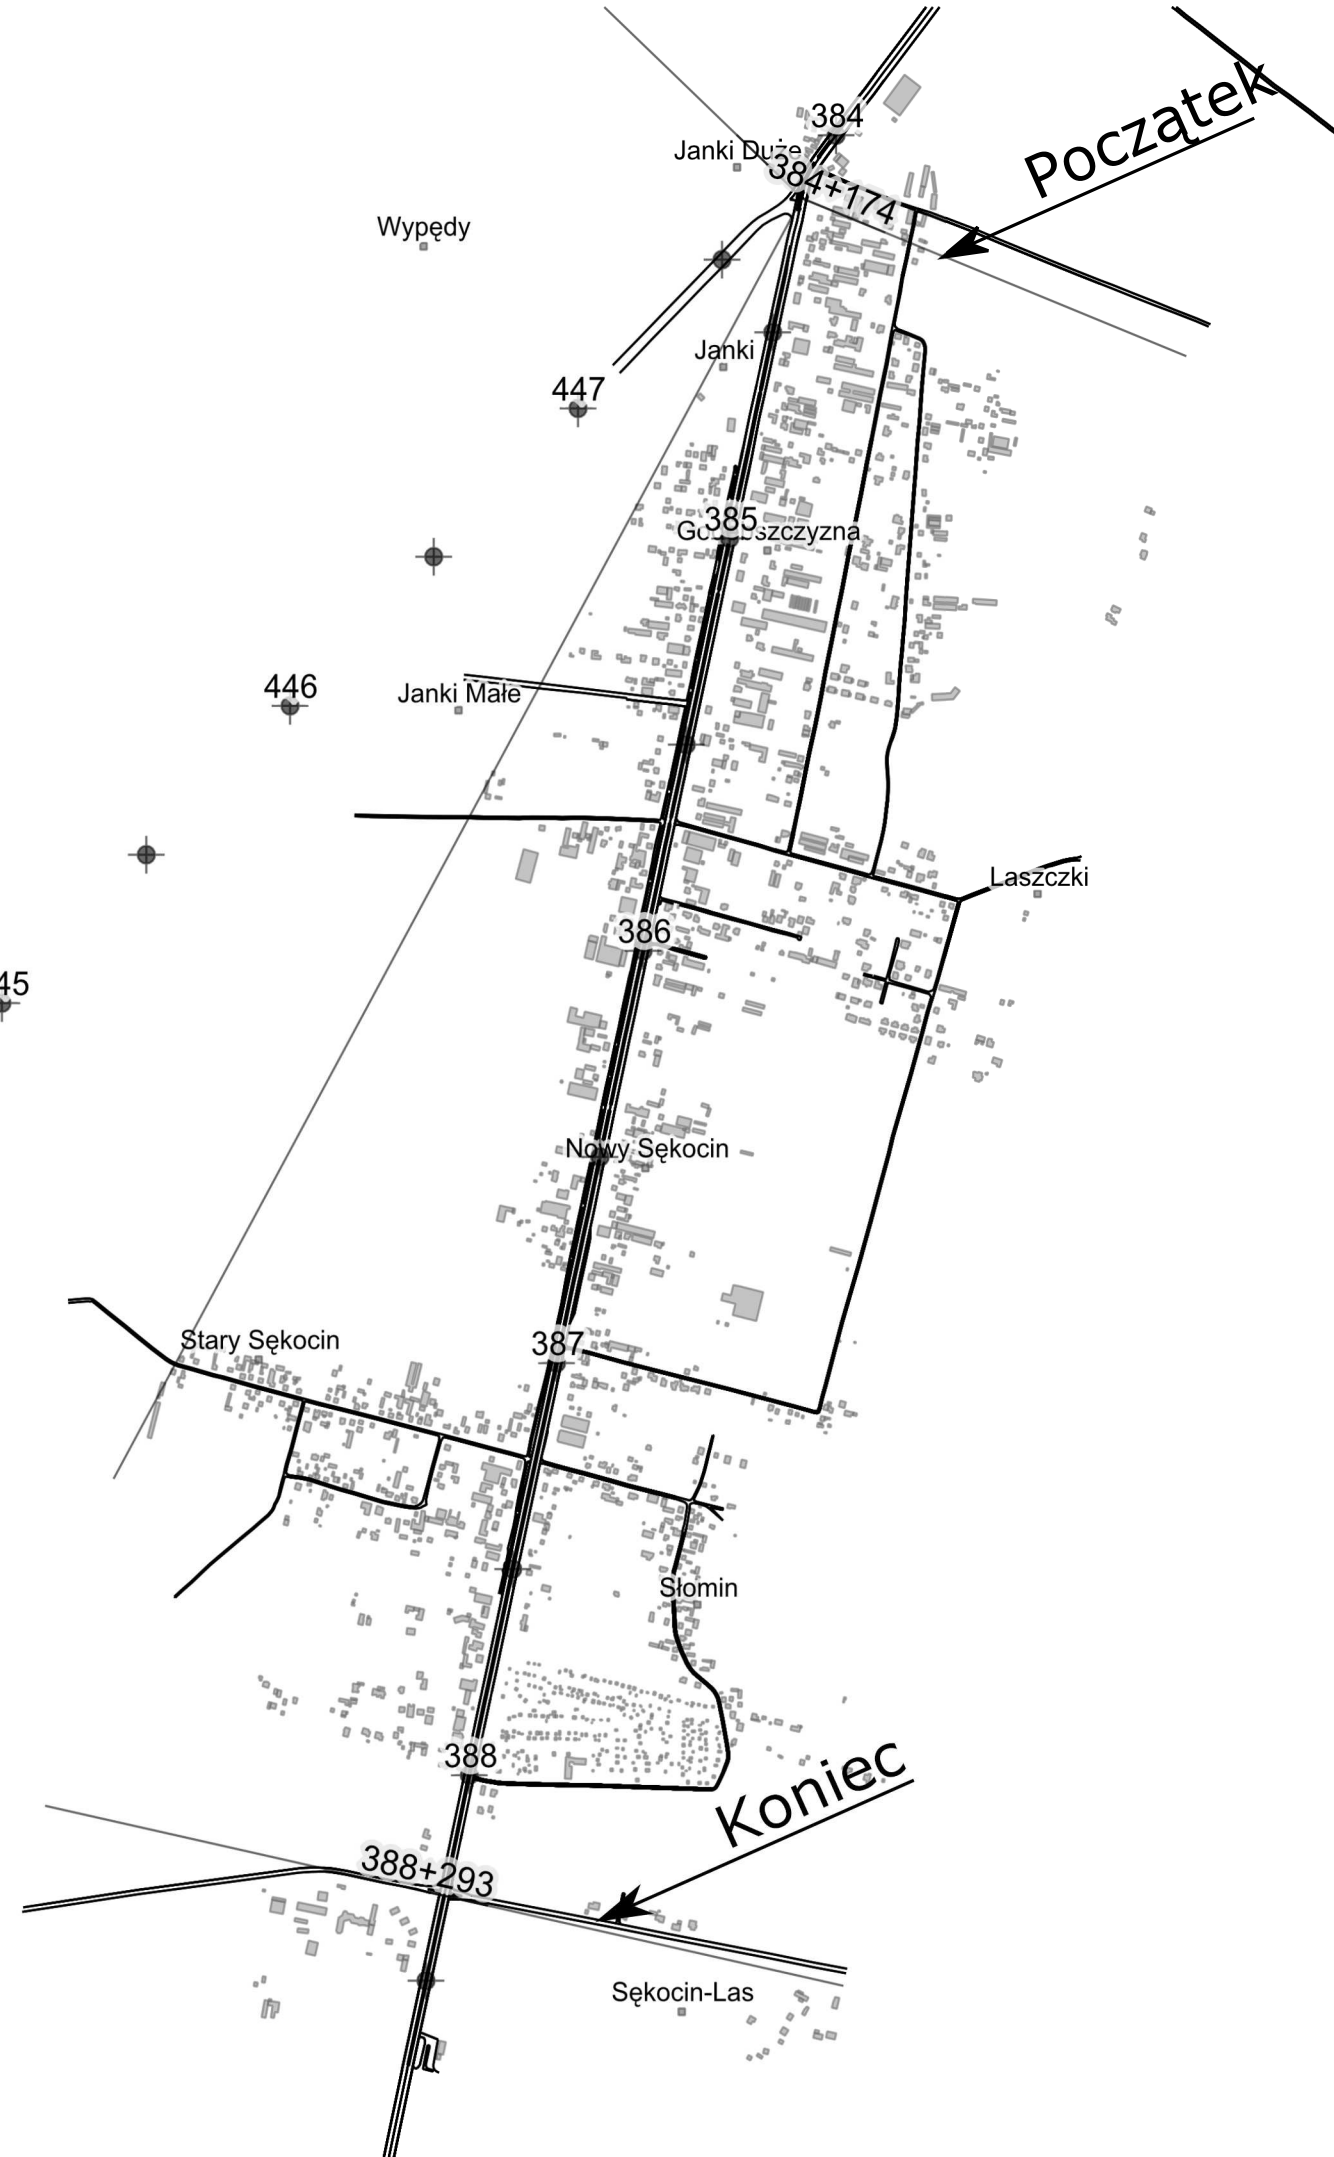 384
Początek
Janki Duże
384+174
Wypędy
Janki
447
385
446
Janki Małe
Laszczki
386
45
Nowy Sękocin
Stary Sękocin
387
Słomin
388
Koniec
388+293
Sękocin-Las